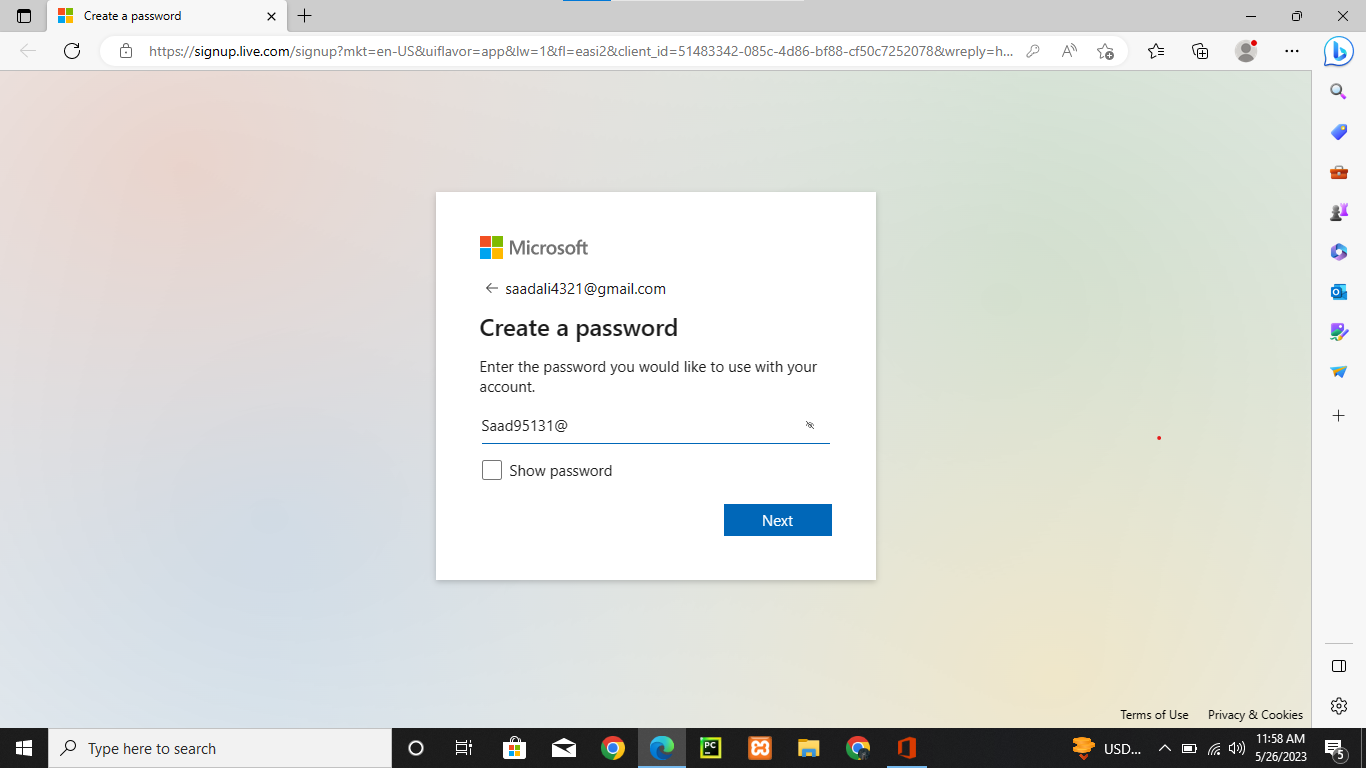 Create a password
https://signup.live.com/signup?mkt=en-US&uiflavor=app&lw=1&fl=easi2&client_id=51483342-085c-4d86-bf88-cf50c7252078&wreply=h...
Microsoft
saadali4321@gmail.com
Create a password
Enter the password you would like to use with your
account.
Saad95131@
Show password
Next
Terms of Use Privacy & Cookies
Type here to search
PC
USD...
11:58 AM
5/26/2023
5